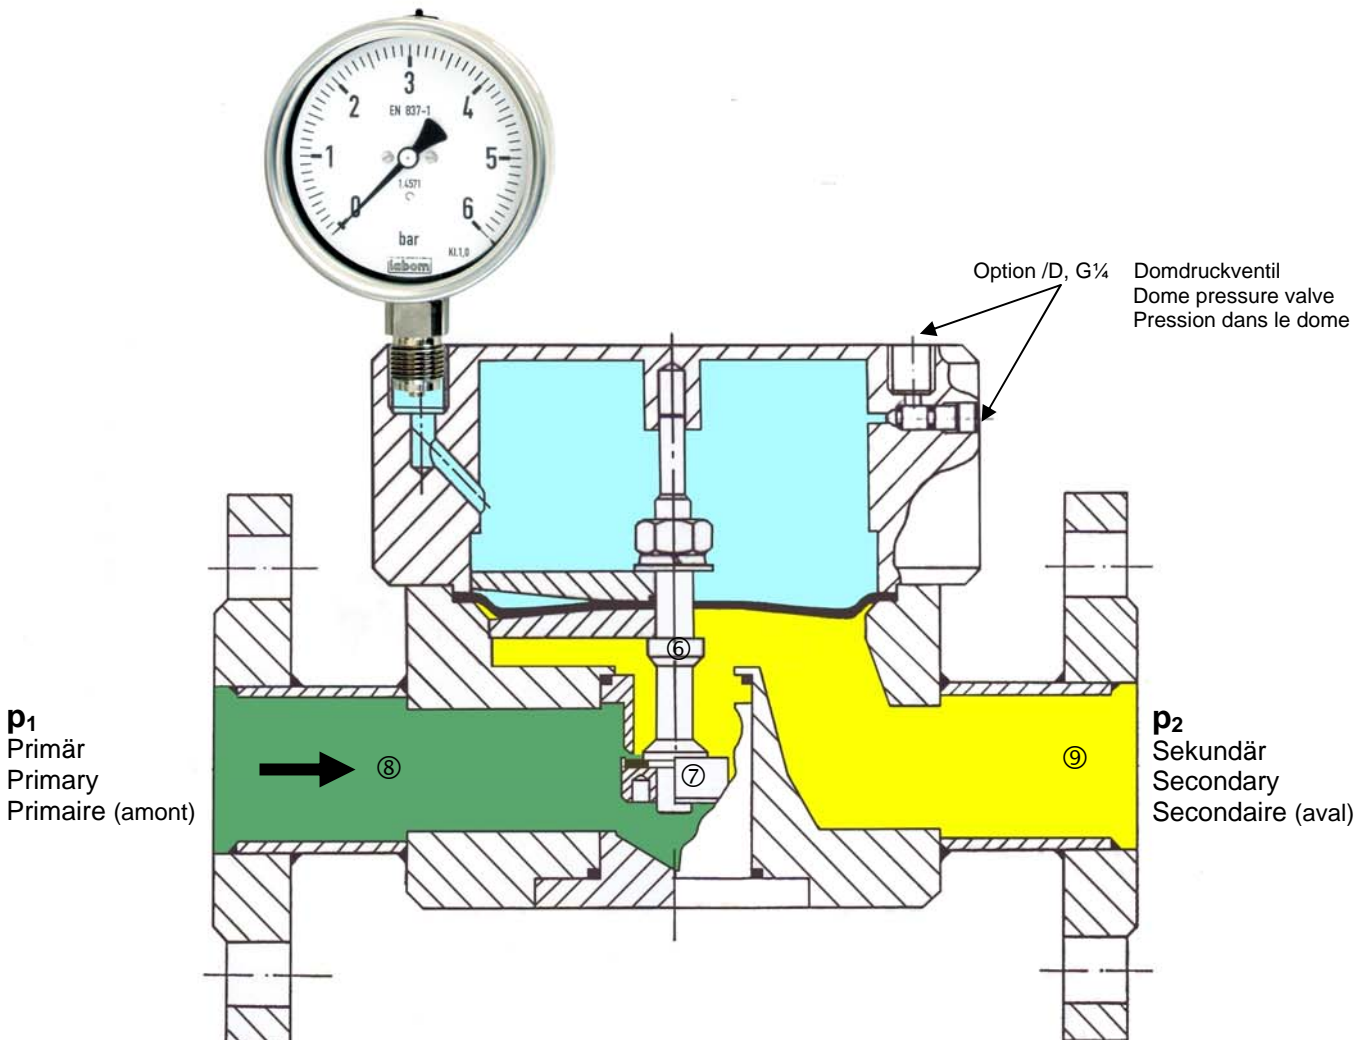 3
2
4
EN 837-1
1
5
1.4571
0
6
bar
Kl.1,0
labom
Option /D, G¼ Domdruckventil
Dome pressure valve
Pression dans le dome
⑥
p₁
Primär
Primary
Primaire (amont)
⑧
⑦
⑨
p₂
Sekundär
Secondary
Secondaire (aval)